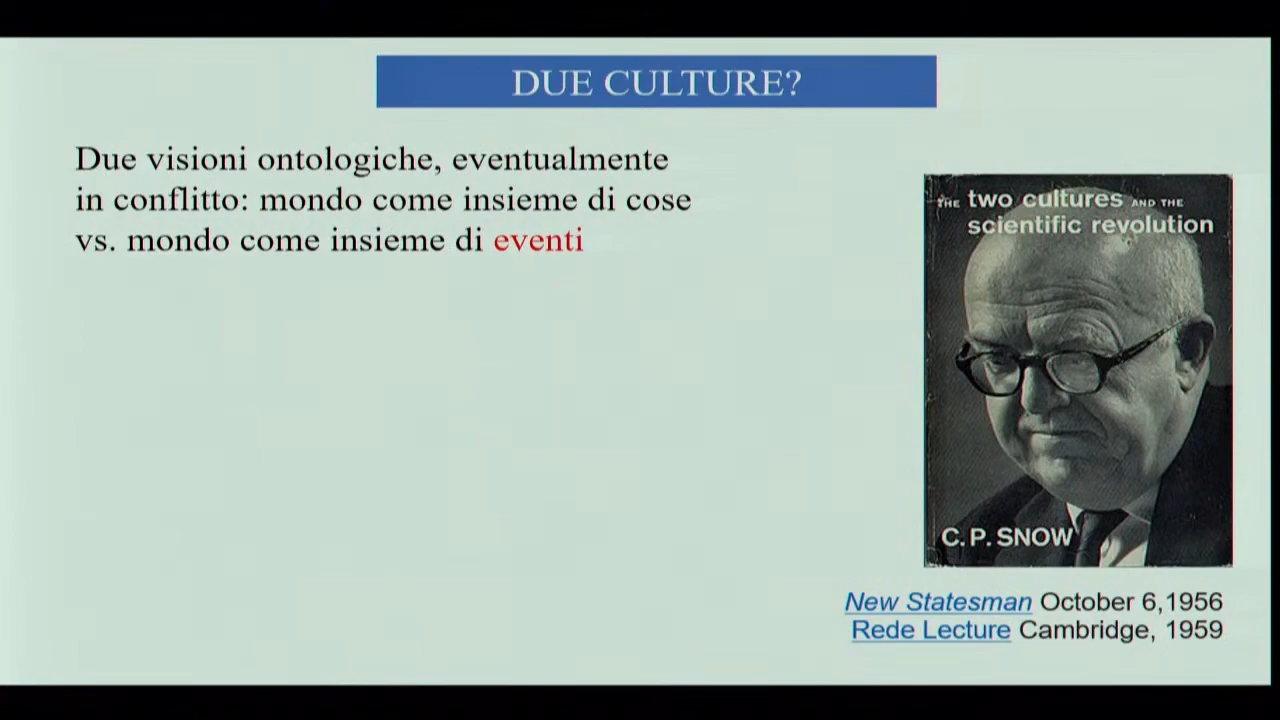 DUE CULTURE?
Due visioni ontologiche, eventualmente
in conflitto: mondo come insieme di cose
vs. mondo come insieme di eventi
THE two cultures AND THE
scientific revolution
C. P. SNOW
New Statesman October 6,1956
Rede Lecture Cambridge, 1959